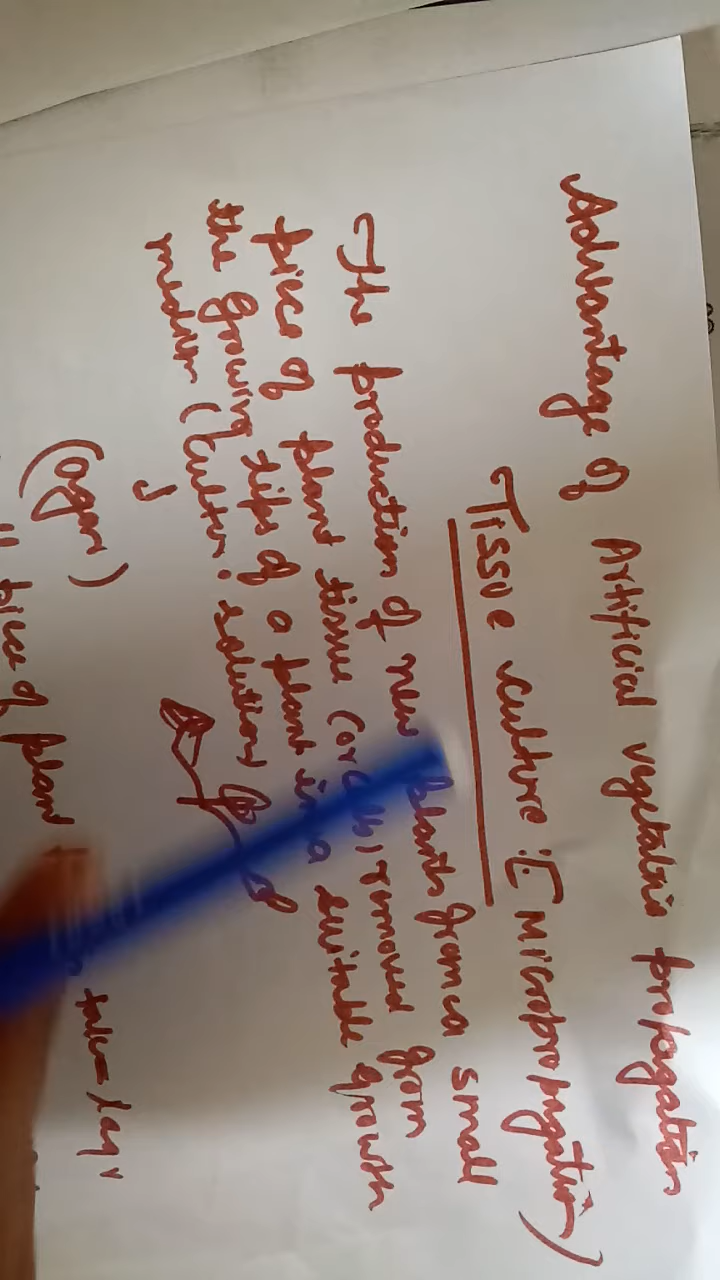 Advantage of Artificial vegetative propagation
Tissue culture: [Micropropagation)
The production of new plants from a small
piece of plant tissue (or cells) removed from
the growing tips of a plant in a suitable growth
medium (culture solution)
(agar)
piece of plant